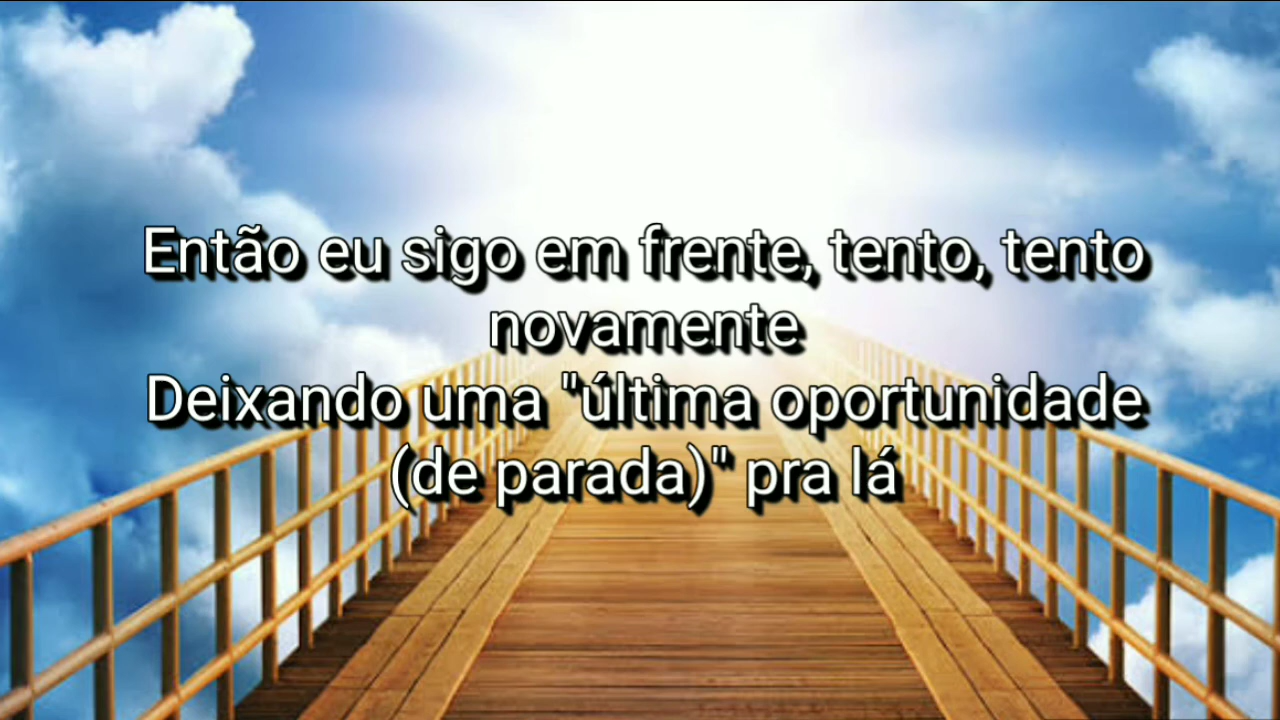 Então eu sigo em frente, tento, tento
novamente
Deixando uma "última oportunidade
(de parada)" pra lá